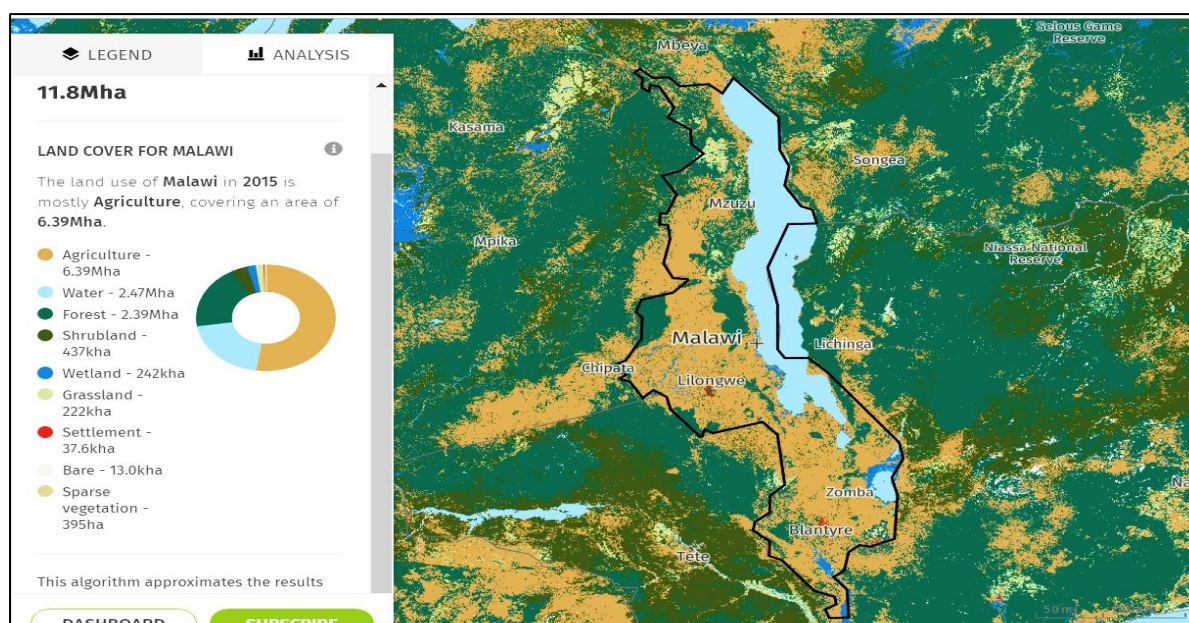 LEGEND
ANALYSIS
11.8Mha
LAND COVER FOR MALAWI
The land use of Malawi in 2015 is
mostly Agriculture, covering an area of
6.39Mha.
Agriculture -
6.39Mha
Water - 2.47Mha
Forest - 2.39Mha
Shrubland -
437kha
Wetland - 242kha
Grassland -
222kha
Settlement -
37.6kha
Bare - 13.0kha
Sparse
vegetation -
395ha
This algorithm approximates the results
DASHBOARD
SUBSCRIBE
Selous Game
Reserve
Mbeya
Kasama
Songea
Mzuzu
Mpika
Niassa National
Reserve
Malawi
Lichinga
Chipata
Lilongwe
Na
Zomba
Blantyre
Tete
50 mi